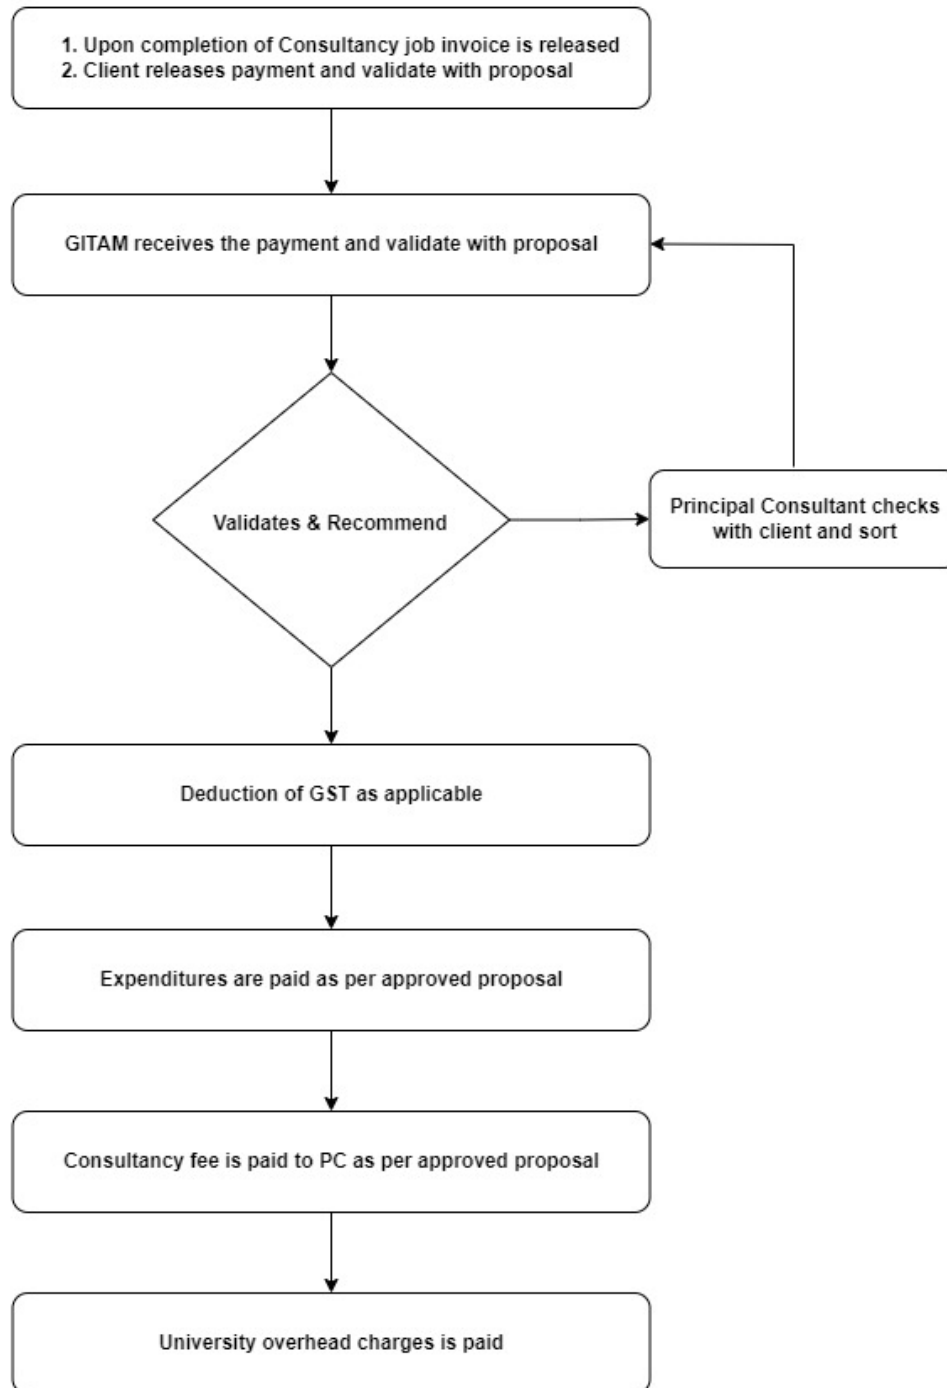 1. Upon completion of Consultancy job invoice is released
2. Client releases payment and validate with proposal
GITAM receives the payment and validate with proposal
Validates & Recommend
Principal Consultant checks
with client and sort
Deduction of GST as applicable
Expenditures are paid as per approved proposal
Consultancy fee is paid to PC as per approved proposal
University overhead charges is paid